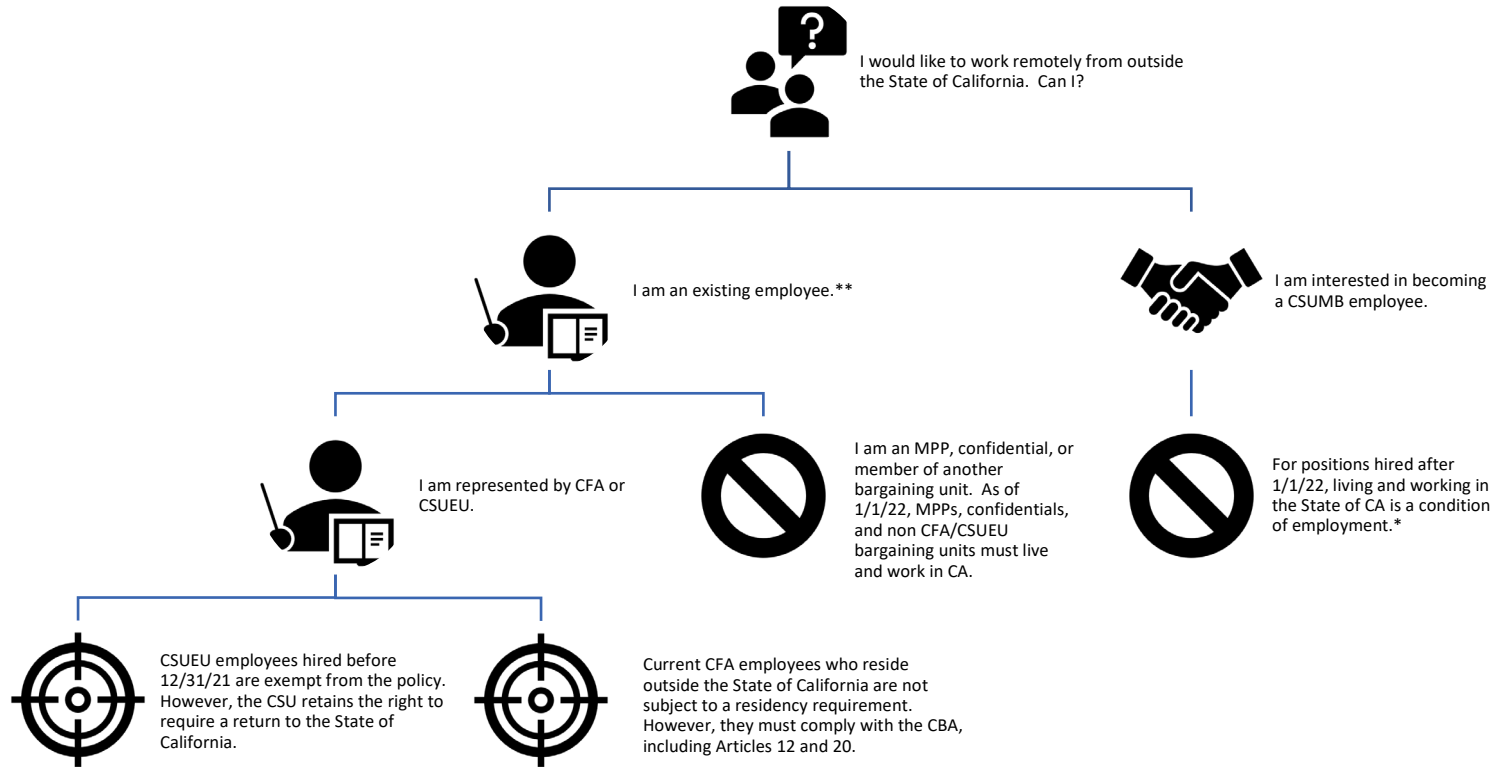 ?
I would like to work remotely from outside
the State of California. Can I?
I am an existing employee.**
I am interested in becoming
a CSUMB employee.
I am represented by CFA or
CSUEU.
I am an MPP, confidential, or
member of another
bargaining unit. As of
1/1/22, MPPs, confidentials,
and non CFA/CSUEU
bargaining units must live
and work in CA.
For positions hired after
1/1/22, living and working in
the State of CA is a condition
of employment.*
CSUEU employees hired before
12/31/21 are exempt from the policy.
However, the CSU retains the right to
require a return to the State of
California.
Current CFA employees who reside
outside the State of California are not
subject to a residency requirement.
However, they must comply with the CBA,
including Articles 12 and 20.